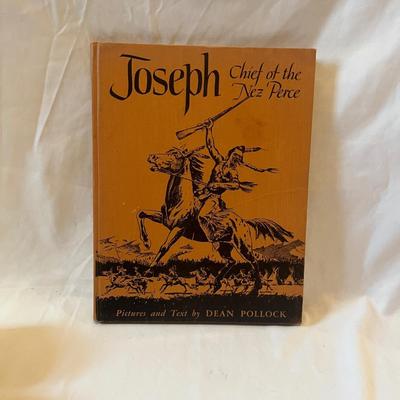 Joseph Chief of the
Nez Perce
Pictures and Text by DEAN POLLOCK